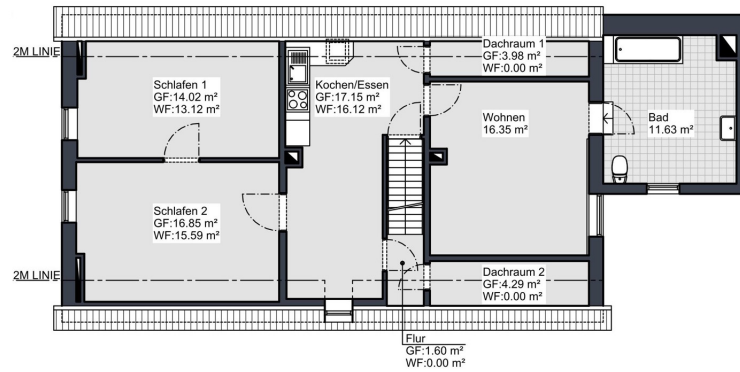 2M LINIE
Schlafen 1
GF:14.02 m²
WF:13.12 m²
Kochen/Essen
GF:17.15 m²
WF:16.12 m²
Dachraum 1
GF:3.98 m²
WF:0.00 m²
Wohnen
16.35 m²
Bad
11.63 m²
Schlafen 2
GF:16.85 m²
WF:15.59 m²
2M LINIE
Dachraum 2
GF:4.29 m²
WF:0.00 m²
Flur
GF:1.60 m²
WF:0.00 m²